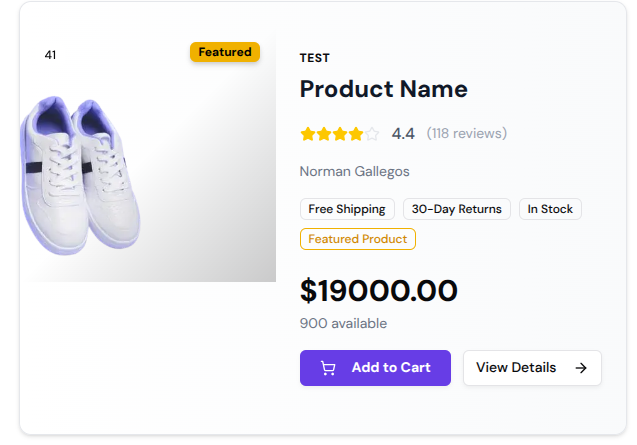 41
Featured
TEST
Product Name
4.4 (118 reviews)
Norman Gallegos
Free Shipping 30-Day Returns In Stock
Featured Product
$19000.00
900 available
Add to Cart View Details